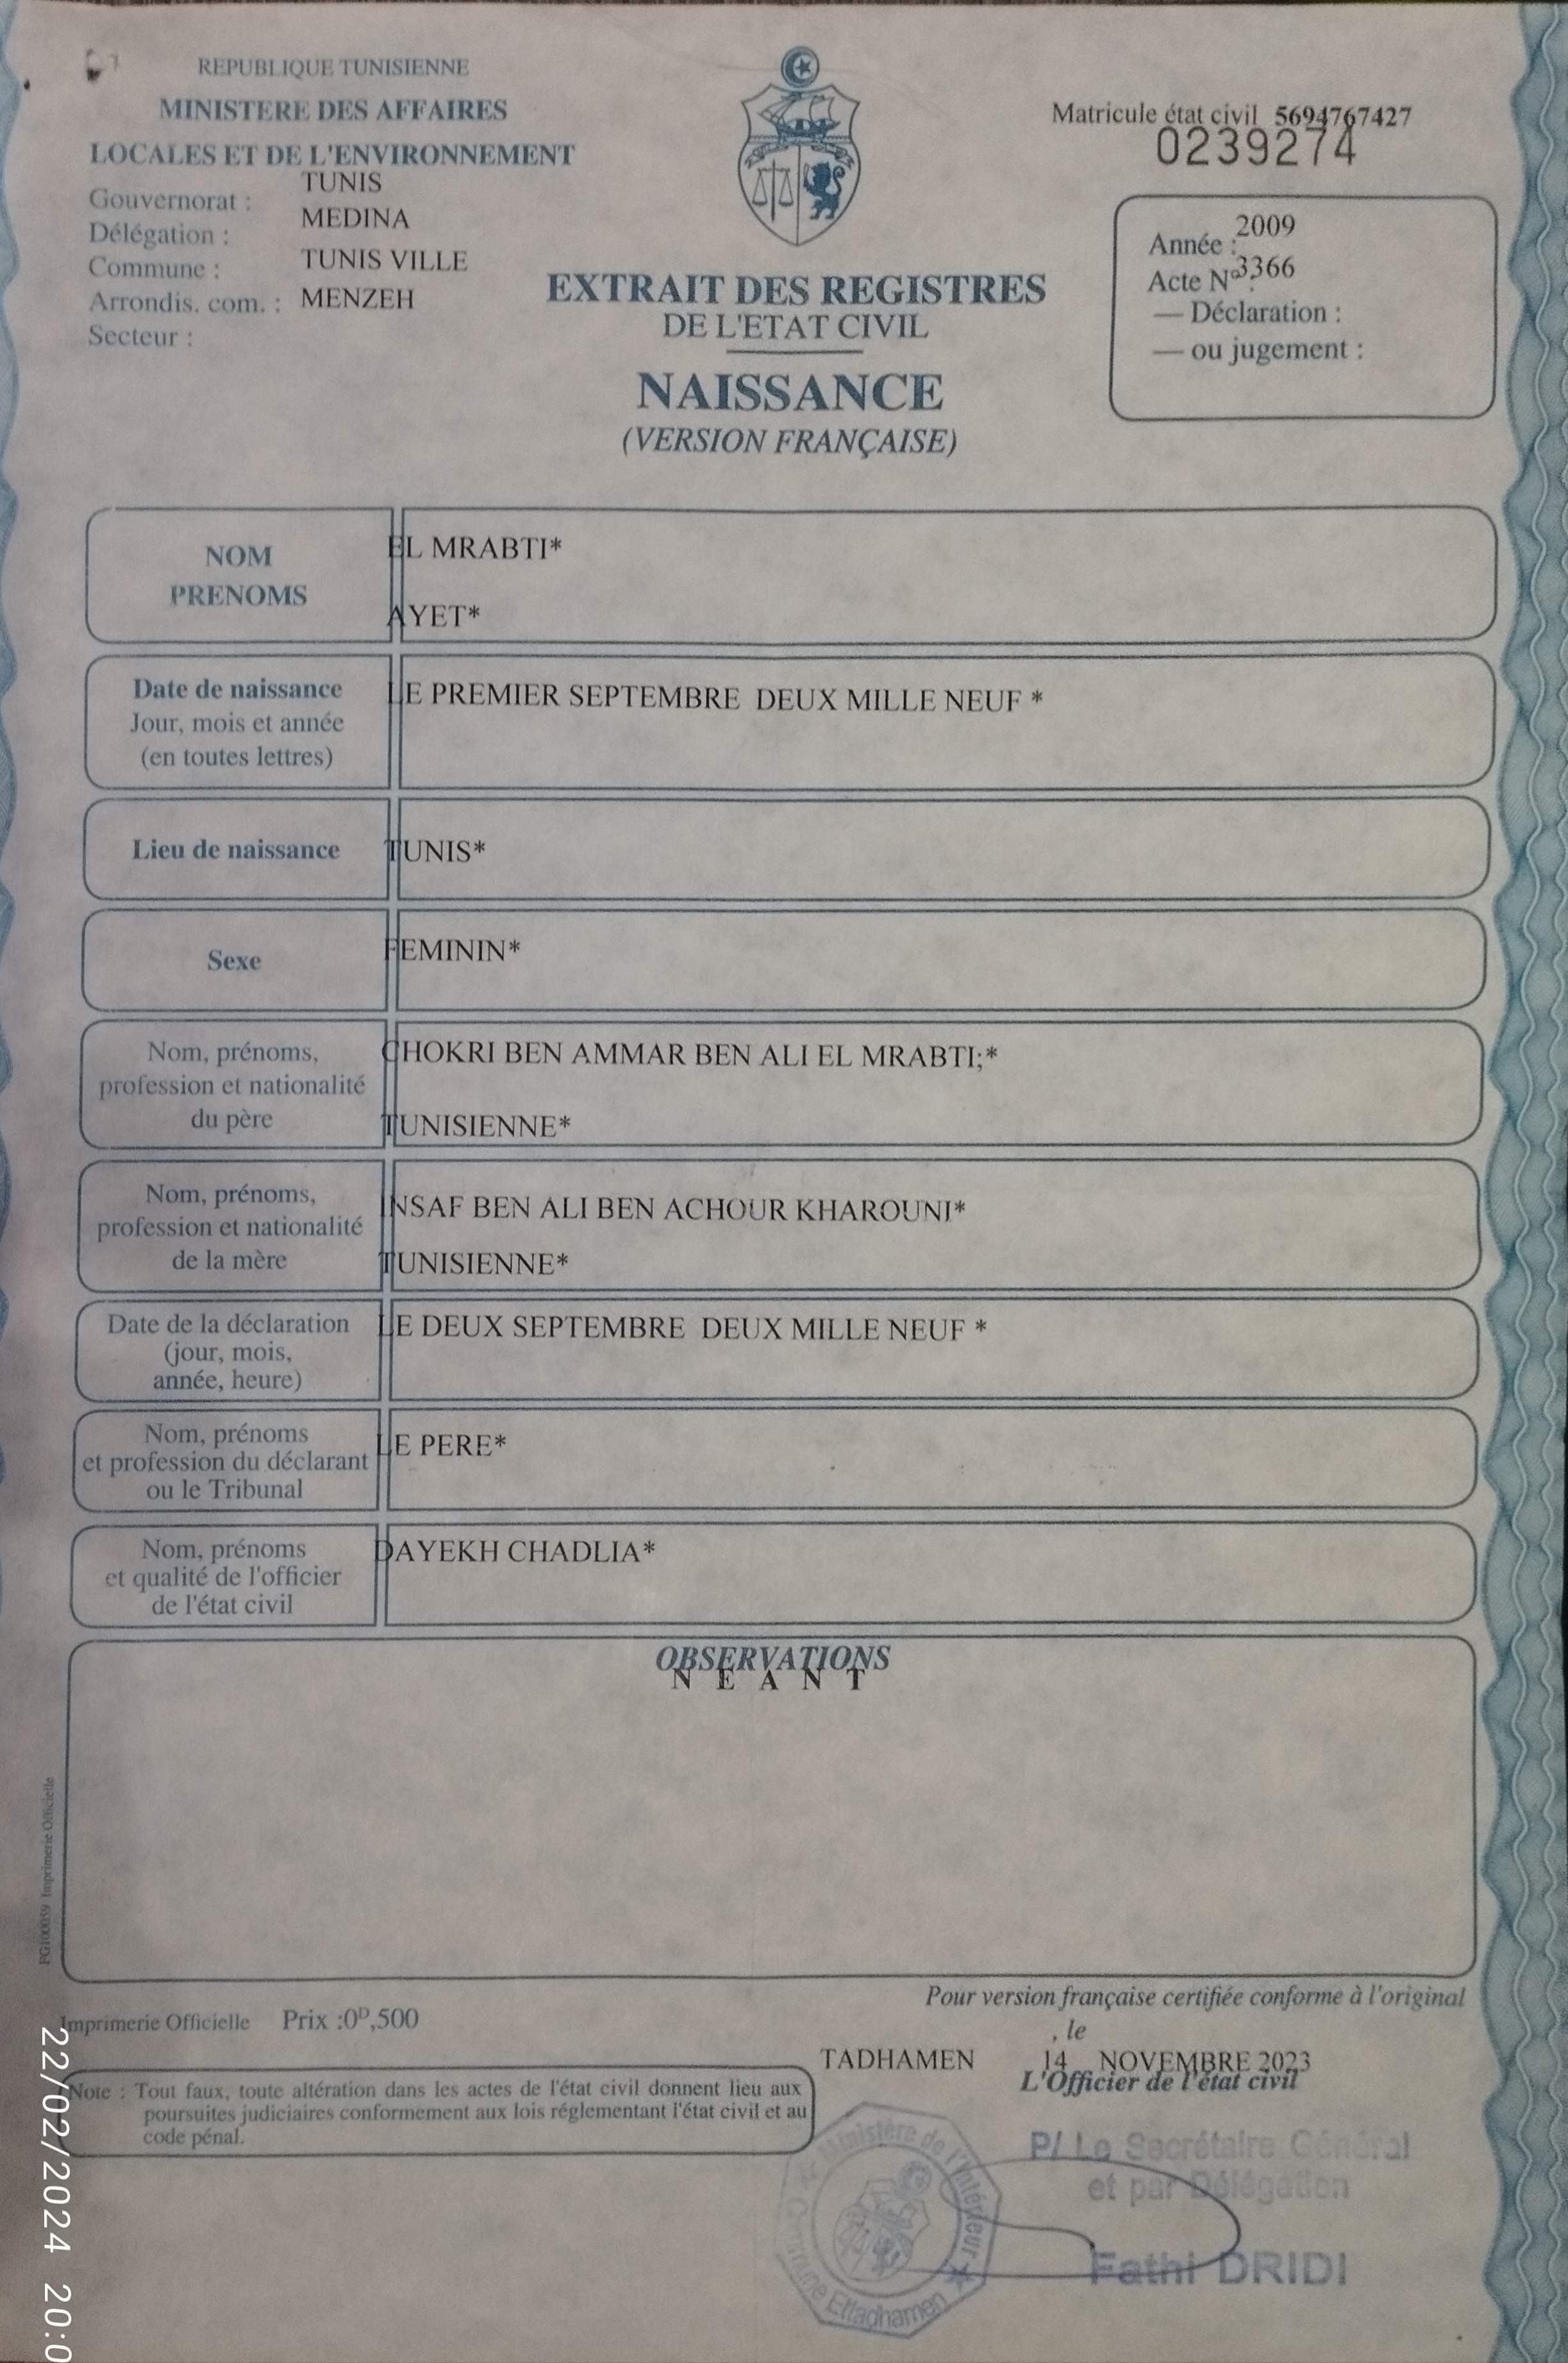 REPUBLIQUE TUNISIENNE
MINISTERE DES AFFAIRES
LOCALES ET DE L'ENVIRONNEMENT
Gouvernorat : TUNIS
Délégation : MEDINA
Commune : TUNIS VILLE
Arrondis. com. : MENZEH
Secteur :
Matricule état civil 5694767427
0239274
Année : 2009
Acte N° : 3366
— Déclaration :
— ou jugement :
EXTRAIT DES REGISTRES
DE L'ETAT CIVIL
NAISSANCE
(VERSION FRANÇAISE)
NOM EL MRABTI*
PRENOMS AYET*
Date de naissance LE PREMIER SEPTEMBRE DEUX MILLE NEUF *
Jour, mois et année
(en toutes lettres)
Lieu de naissance TUNIS*
Sexe FEMININ*
Nom, prénoms, CHOKRI BEN AMMAR BEN ALI EL MRABTI;*
profession et nationalité
du père TUNISIENNE*
Nom, prénoms, INSAF BEN ALI BEN ACHOUR KHAROUNI*
profession et nationalité
de la mère TUNISIENNE*
Date de la déclaration LE DEUX SEPTEMBRE DEUX MILLE NEUF *
(jour, mois,
année, heure)
Nom, prénoms LE PERE*
et profession du déclarant
ou le Tribunal
Nom, prénoms DAYEKH CHADLIA*
et qualité de l'officier
de l'état civil
OBSERVATIONS
N E A N T
FG100059 Imprimerie Officielle
Pour version française certifiée conforme à l'original
Imprimerie Officielle Prix :0D,500
, le
TADHAMEN 14 NOVEMBRE 2023
L'Officier de l'état civil
Note : Tout faux, toute altération dans les actes de l'état civil donnent lieu aux
poursuites judiciaires conformement aux lois réglementant l'état civil et au
code pénal.
P/ Le Secrétaire Général
et par Délégation
Fathi DRIDI
Ministère de l'Intérieur
Commune Ettadhamen
22/02/2024 20:0